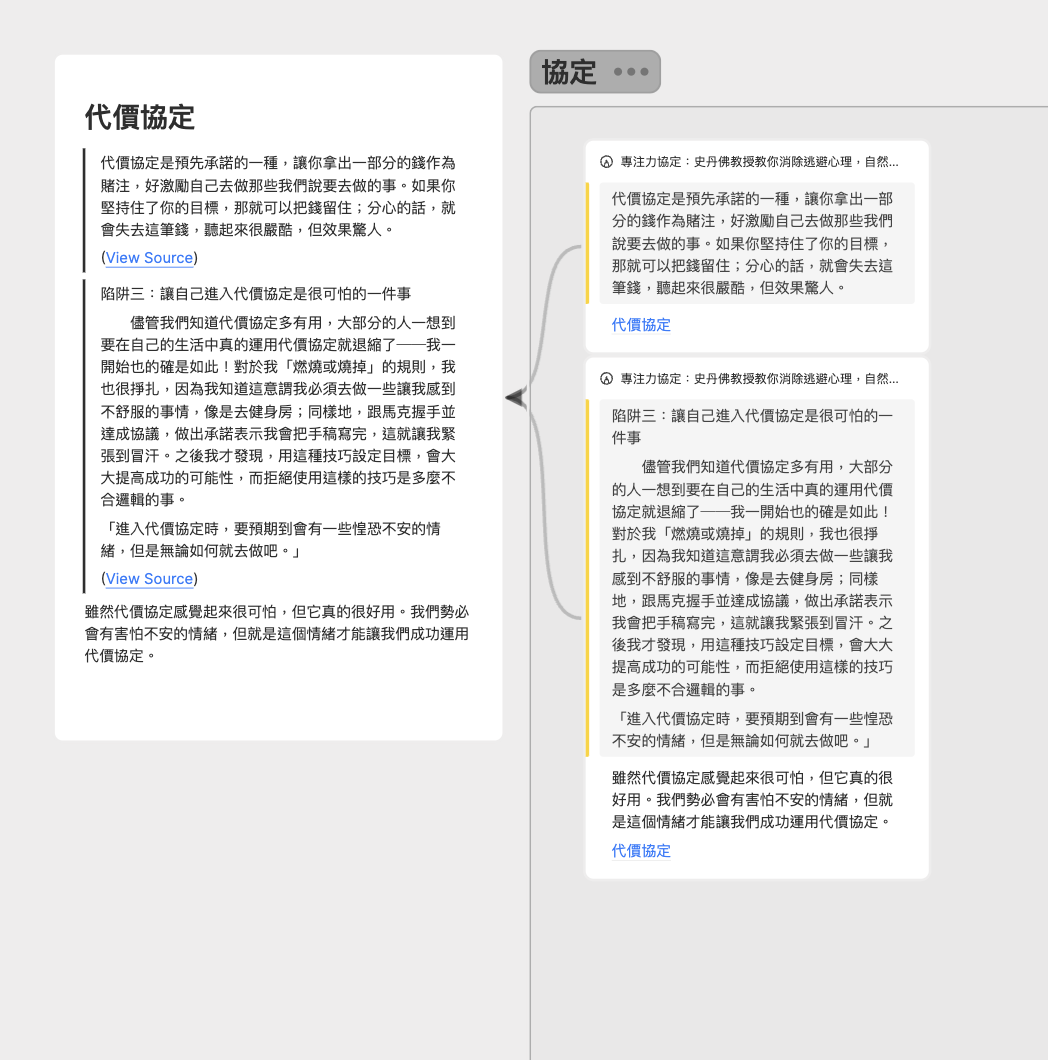 代價協定
代價協定是預先承諾的一種，讓你拿出一部分的錢作為
賭注，好激勵自己去做那些我們說要去做的事。如果你
堅持住了你的目標，那就可以把錢留住；分心的話，就
會失去這筆錢，聽起來很嚴酷，但效果驚人。
(View Source)
陷阱三：讓自己進入代價協定是很可怕的一件事
儘管我們知道代價協定多有用，大部分的人一想到
要在自己的生活中真的運用代價協定就退縮了——我一
開始也的確是如此！對於我「燃燒或燒掉」的規則，我
也很掙扎，因為我知道這意謂我必須去做一些讓我感到
不舒服的事情，像是去健身房；同樣地，跟馬克握手並
達成協議，做出承諾表示我會把手稿寫完，這就讓我緊
張到冒汗。之後我才發現，用這種技巧設定目標，會大
大提高成功的可能性，而拒絕使用這樣的技巧是多麼不
合邏輯的事。
「進入代價協定時，要預期到會有一些惶恐不安的情
緒，但是無論如何就去做吧。」
(View Source)
雖然代價協定感覺起來很可怕，但它真的很好用。我們勢必
會有害怕不安的情緒，但就是這個情緒才能讓我們成功運用
代價協定。
協定 •••
專注力協定：史丹佛教授教你消除逃避心理，自然...
代價協定是預先承諾的一種，讓你拿出一部
分的錢作為賭注，好激勵自己去做那些我們
說要去做的事。如果你堅持住了你的目標，
那就可以把錢留住；分心的話，就會失去這
筆錢，聽起來很嚴酷，但效果驚人。
代價協定
專注力協定：史丹佛教授教你消除逃避心理，自然...
陷阱三：讓自己進入代價協定是很可怕的一
件事
儘管我們知道代價協定多有用，大部分
的人一想到要在自己的生活中真的運用代價
協定就退縮了——我一開始也的確是如此！
對於我「燃燒或燒掉」的規則，我也很掙
扎，因為我知道這意謂我必須去做一些讓我
感到不舒服的事情，像是去健身房；同樣
地，跟馬克握手並達成協議，做出承諾表示
我會把手稿寫完，這就讓我緊張到冒汗。之
後我才發現，用這種技巧設定目標，會大大
提高成功的可能性，而拒絕使用這樣的技巧
是多麼不合邏輯的事。
「進入代價協定時，要預期到會有一些惶恐
不安的情緒，但是無論如何就去做吧。」
雖然代價協定感覺起來很可怕，但它真的很
好用。我們勢必會有害怕不安的情緒，但就
是這個情緒才能讓我們成功運用代價協定。
代價協定